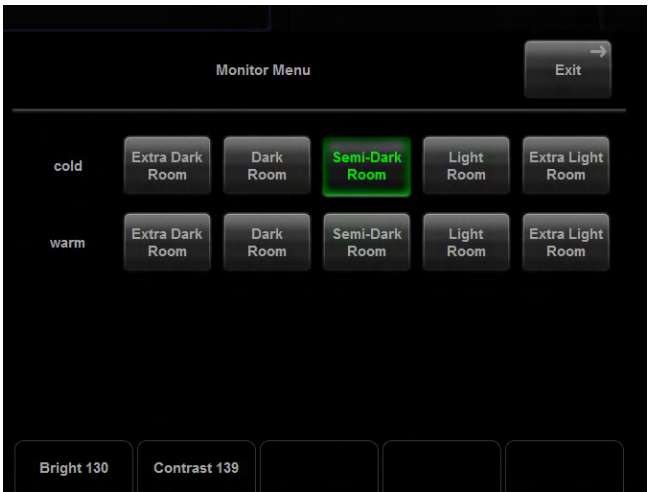 Monitor Menu
Exit
cold
Extra Dark
Room
Dark
Room
Semi-Dark
Room
Light
Room
Extra Light
Room
warm
Extra Dark
Room
Dark
Room
Semi-Dark
Room
Light
Room
Extra Light
Room
Bright 130
Contrast 139